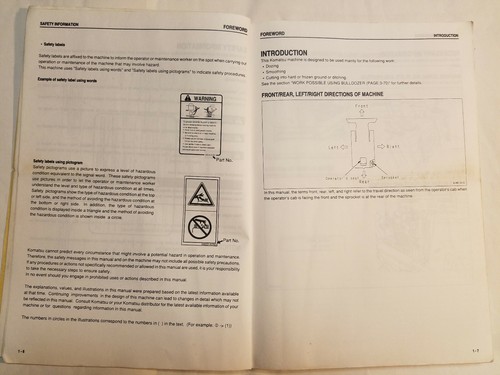 SAFETY INFORMATION
FOREWORD
• Safety labels
Safety labels are affixed to the machine to inform the operator or maintenance worker on the spot when carrying out
operation or maintenance of the machine that may involve hazard.
This machine uses "Safety labels using words" and "Safety labels using pictograms" to indicate safety procedures.
Example of safety label using words
WARNING
Part No.
Safety labels using pictogram
Safety pictograms use a picture to express a level of hazardous
condition equivalent to the signal word. These safety pictograms
use pictures in order to let the operator or maintenance worker
understand the level and type of hazardous condition at all times.
Safety pictograms show the type of hazardous condition at the top
or left side, and the method of avoiding the hazardous condition at
the bottom or right side. In addition, the type of hazardous
condition is displayed inside a triangle and the method of avoiding
the hazardous condition is shown inside a circle.
Part No.
Komatsu cannot predict every circumstance that might involve a potential hazard in operation and maintenance.
Therefore, the safety messages in this manual and on the machine may not include all possible safety precautions.
If any procedures or actions not specifically recommended or allowed in this manual are used, it is your responsibility
to take the necessary steps to ensure safety.
In no event should you engage in prohibited uses or actions described in this manual.
The explanations, values, and illustrations in this manual were prepared based on the latest information available
at that time. Continuing improvements in the design of this machine can lead to changes in detail which may not
be reflected in this manual. Consult Komatsu or your Komatsu distributor for the latest available information of your
machine or for questions regarding information in this manual.
The numbers in circles in the illustrations correspond to the numbers in ( ) in the text. (For example: ① -> (1))
1 - 6
FOREWORD
INTRODUCTION
INTRODUCTION
This Komatsu machine is designed to be used mainly for the following work:
• Dozing
• Smoothing
• Cutting into hard or frozen ground or ditching
See the section "WORK POSSIBLE USING BULLDOZER (PAGE 3-75)" for further details.
FRONT/REAR, LEFT/RIGHT DIRECTIONS OF MACHINE
Front
Left
Right
Operator's seat
Sprocket
Rear
In this manual, the terms front, rear, left, and right refer to the travel direction as seen from the operator's cab when
the operator's cab is facing the front and the sprocket is at the rear of the machine.
1 - 7